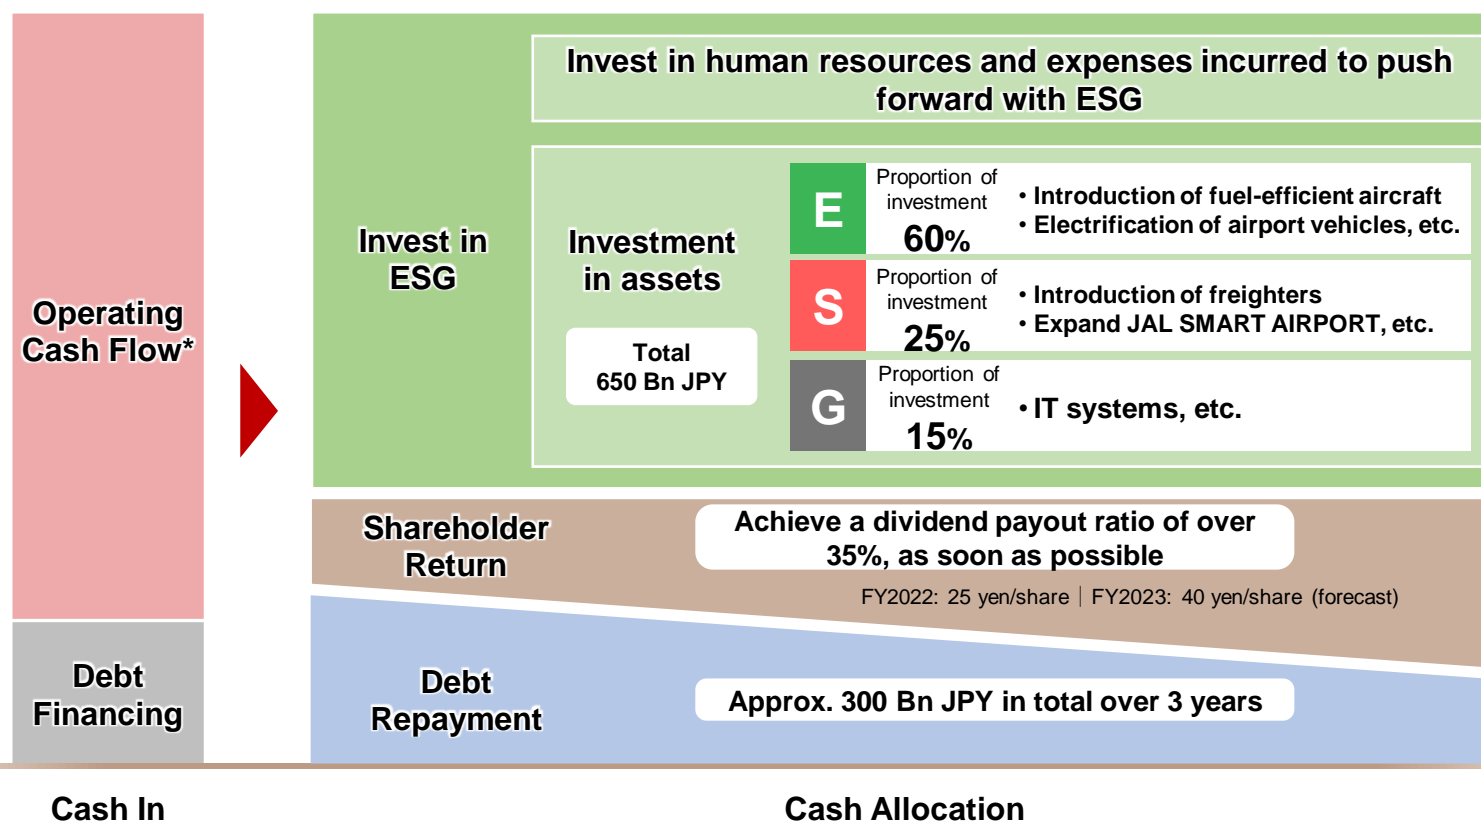 Operating
Cash Flow*
Debt
Financing
Cash In
Invest in
ESG
Invest in human resources and expenses incurred to push
forward with ESG
Investment
in assets
Total
650 Bn JPY
E
Proportion of
investment
60%
• Introduction of fuel-efficient aircraft
• Electrification of airport vehicles, etc.
S
Proportion of
investment
25%
• Introduction of freighters
• Expand JAL SMART AIRPORT, etc.
G
Proportion of
investment
15%
• IT systems, etc.
Shareholder
Return
Achieve a dividend payout ratio of over
35%, as soon as possible
FY2022: 25 yen/share | FY2023: 40 yen/share (forecast)
Debt
Repayment
Approx. 300 Bn JPY in total over 3 years
Cash Allocation